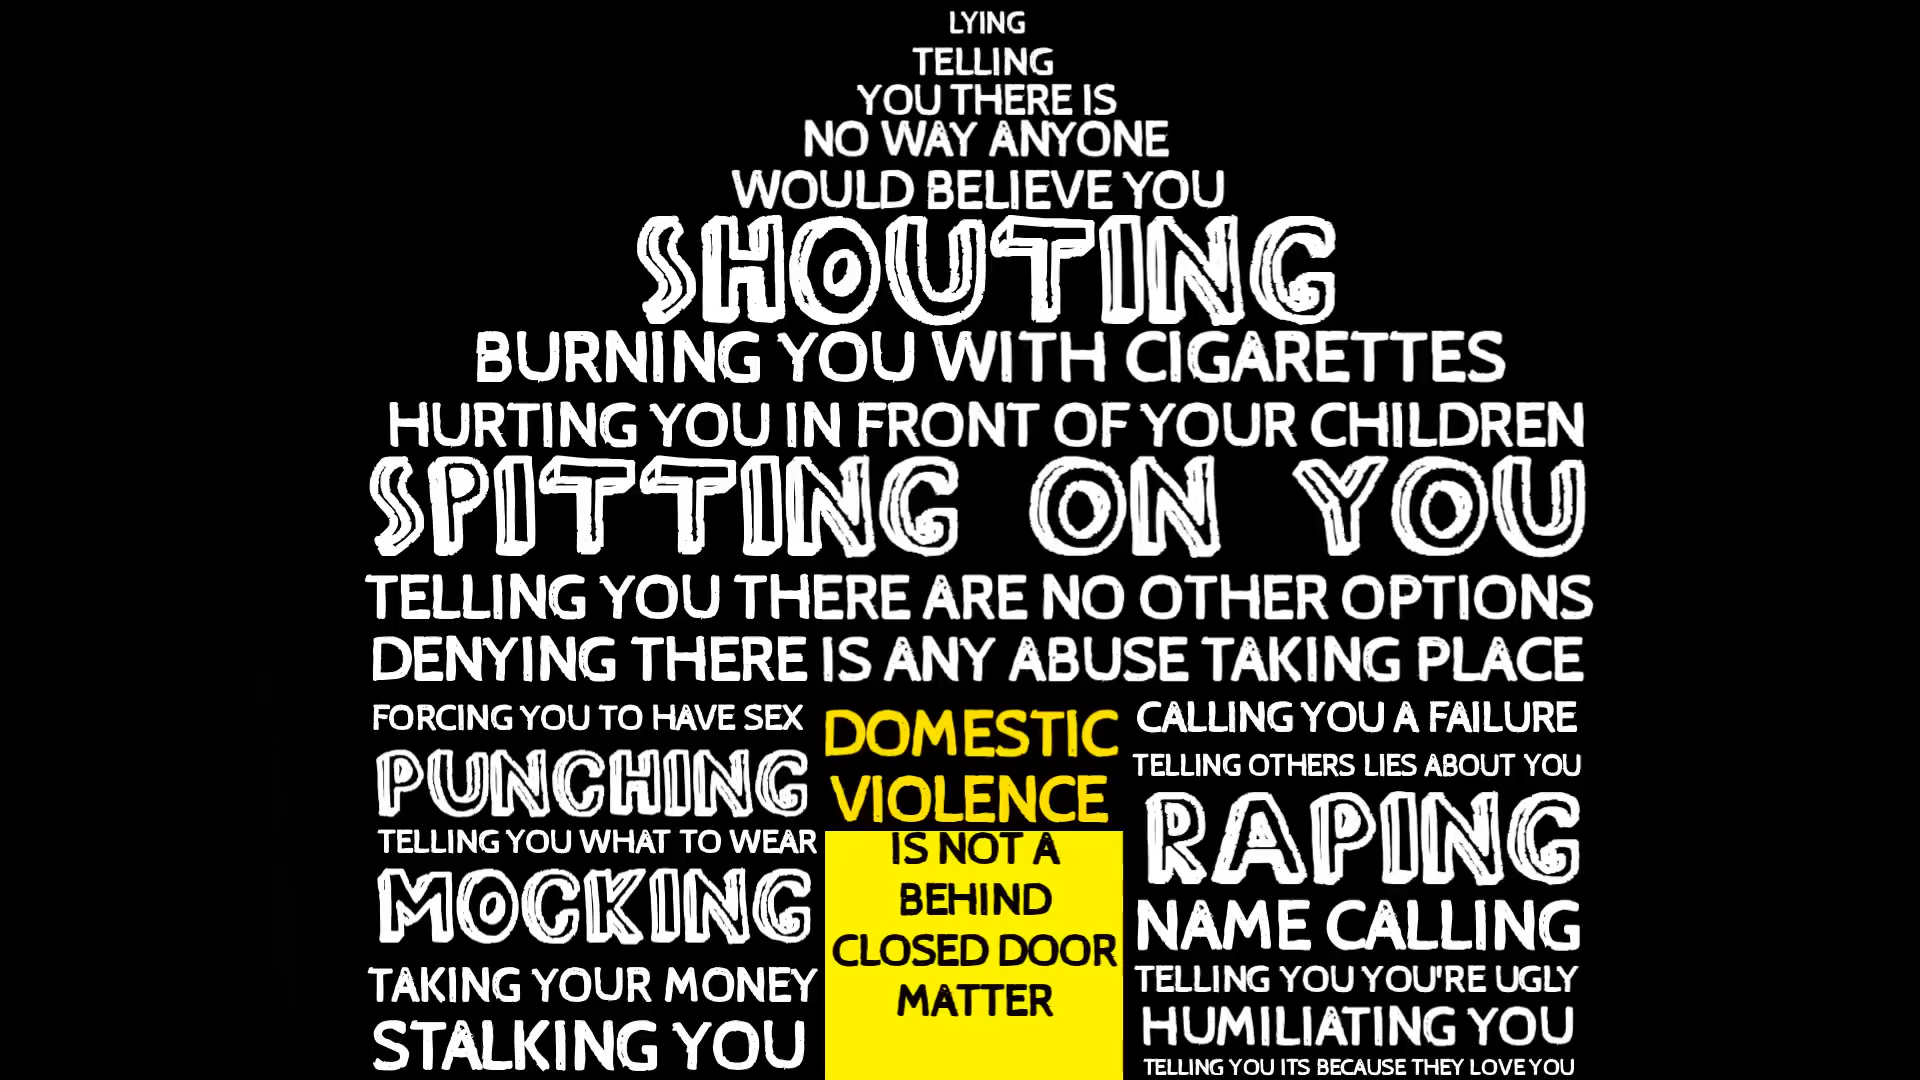 LYING
TELLING
YOU THERE IS
NO WAY ANYONE
WOULD BELIEVE YOU
SHOUTING
BURNING YOU WITH CIGARETTES
HURTING YOU IN FRONT OF YOUR CHILDREN
SPITTING ON YOU
TELLING YOU THERE ARE NO OTHER OPTIONS
DENYING THERE IS ANY ABUSE TAKING PLACE
FORCING YOU TO HAVE SEX
PUNCHING
TELLING YOU WHAT TO WEAR
MOCKING
TAKING YOUR MONEY
STALKING YOU
DOMESTIC
VIOLENCE
IS NOT A
BEHIND
CLOSED DOOR
MATTER
CALLING YOU A FAILURE
TELLING OTHERS LIES ABOUT YOU
RAPING
NAME CALLING
TELLING YOU YOU'RE UGLY
HUMILIATING YOU
TELLING YOU ITS BECAUSE THEY LOVE YOU